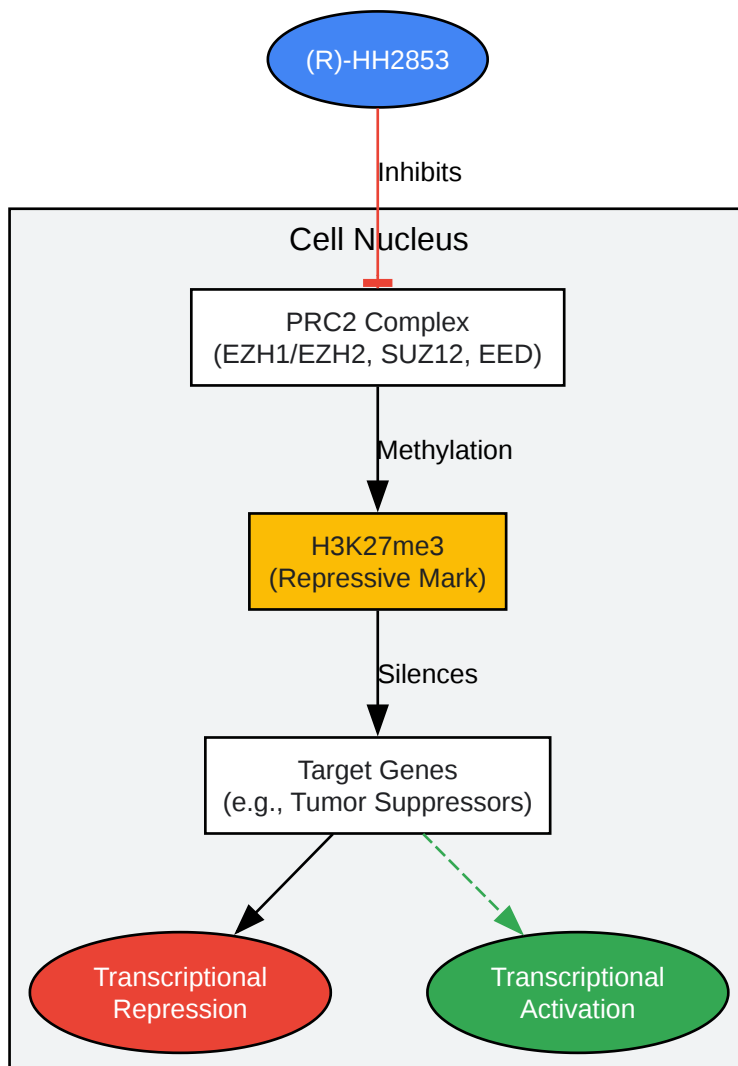 (R)-HH2853
Inhibits
Cell Nucleus
PRC2 Complex
(EZH1/EZH2, SUZ12, EED)
Methylation
H3K27me3
(Repressive Mark)
Silences
Target Genes
(e.g., Tumor Suppressors)
Transcriptional
Repression
Transcriptional
Activation